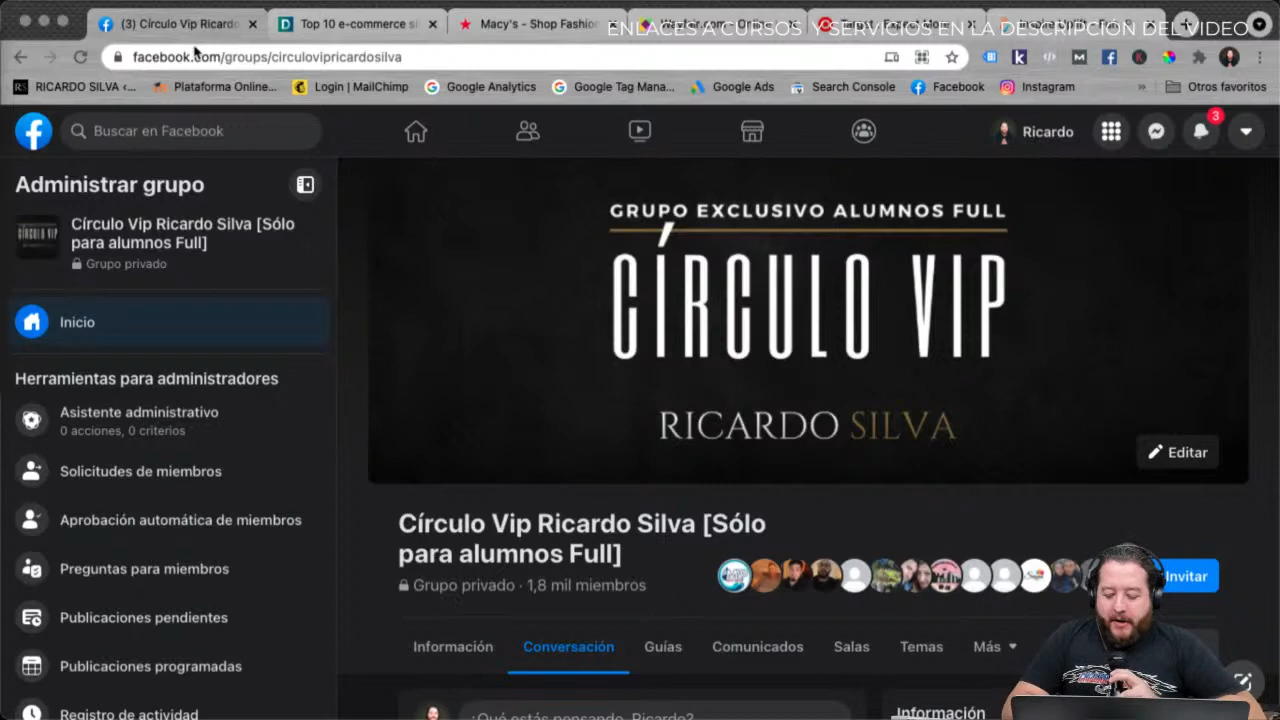 (3) Círculo Vip Ricardo
Top 10 e-commerce si
Macy's - Shop Fashion
ENLACES A CURSOS Y SERVICIOS EN LA DESCRIPCIÓN DEL VIDEO
facebook.com/groups/circulovipricardosilva
RICARDO SILVA ‹...
Plataforma Online...
Login | MailChimp
Google Analytics
Google Tag Mana...
Google Ads
Search Console
Facebook
Instagram
»
Otros favoritos
Buscar en Facebook
Ricardo
3
Administrar grupo
Círculo Vip Ricardo Silva [Sólo
para alumnos Full]
Grupo privado
Inicio
Herramientas para administradores
Asistente administrativo
0 acciones, 0 criterios
Solicitudes de miembros
Aprobación automática de miembros
Preguntas para miembros
Publicaciones pendientes
Publicaciones programadas
Registro de actividad
GRUPO EXCLUSIVO ALUMNOS FULL
CÍRCULO VIP
RICARDO SILVA
Editar
Círculo Vip Ricardo Silva [Sólo
para alumnos Full]
Grupo privado · 1,8 mil miembros
Invitar
Información
Conversación
Guías
Comunicados
Salas
Temas
Más
¿Qué estás pensando, Ricardo?
Información